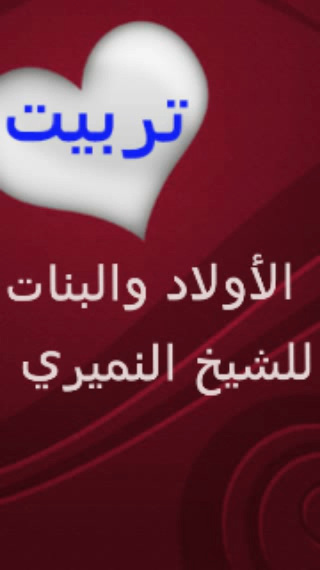 تربيت
الأولاد والبنات
للشيخ النميري